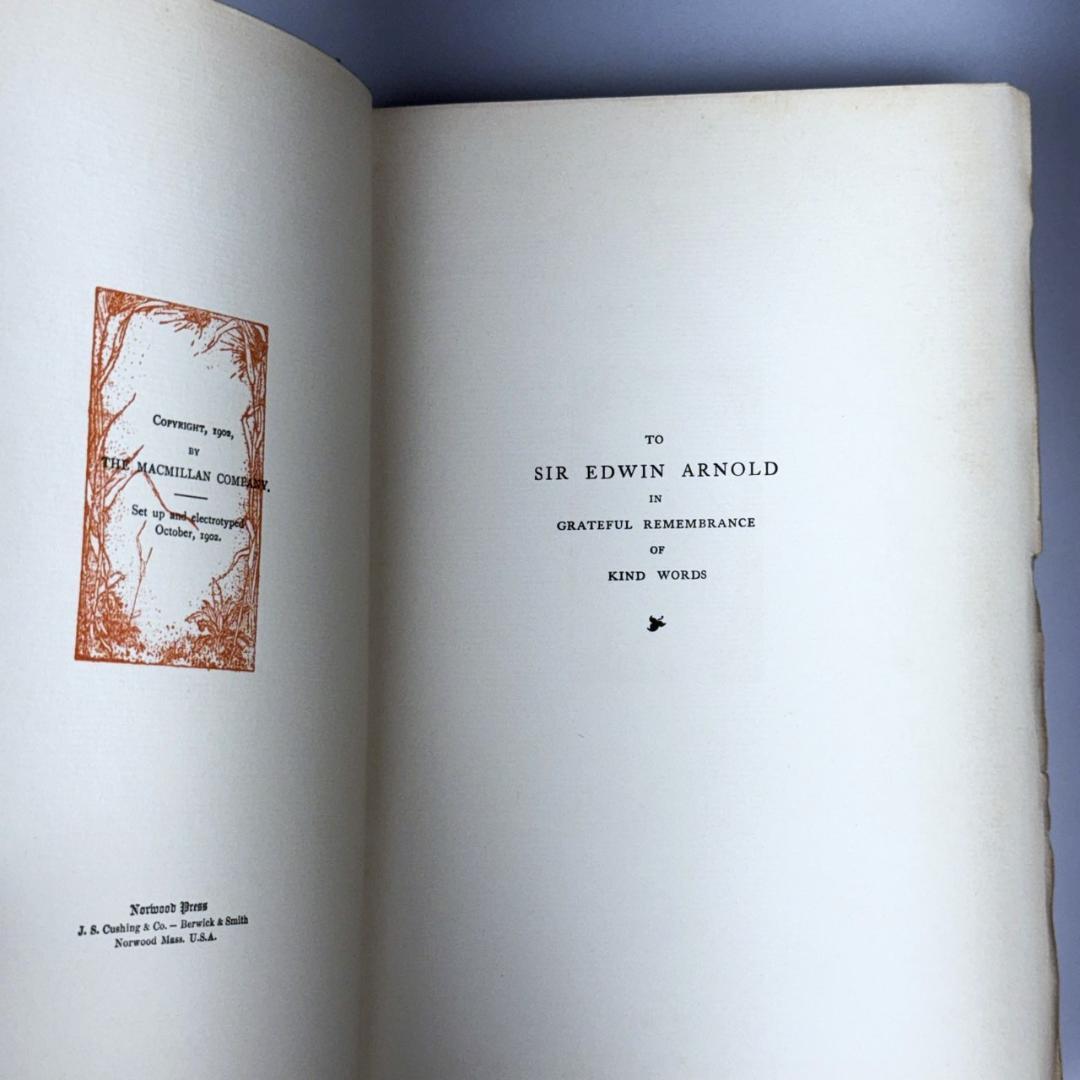 COPYRIGHT, 1902,
BY
THE MACMILLAN COMPANY.
Set up and electrotyped
October, 1902.
Norwood Press
J. S. Cushing & Co. — Berwick & Smith
Norwood Mass. U.S.A.
TO
SIR EDWIN ARNOLD
IN
GRATEFUL REMEMBRANCE
OF
KIND WORDS